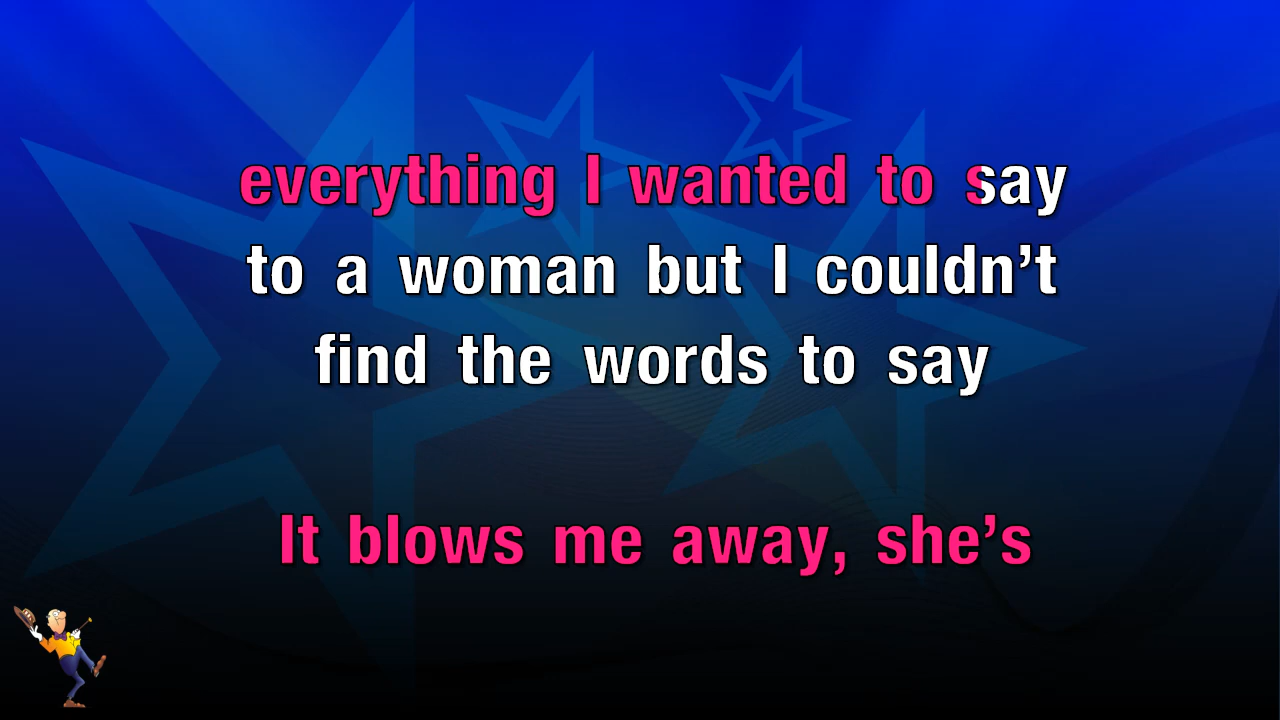 everything I wanted to say
to a woman but I couldn’t
find the words to say
It blows me away, she’s